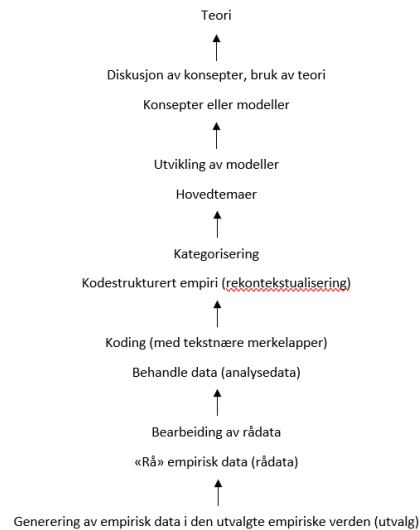 Teori
Diskusjon av konsepter, bruk av teori
Konsepter eller modeller
Utvikling av modeller
Hovedtemaer
Kategorisering
Kodestrukturert empiri (rekontekstualisering)
Koding (med tekstnære merkelapper)
Behandle data (analysedata)
Bearbeiding av rådata
«Rå» empirisk data (rådata)
Generering av empirisk data i den utvalgte empiriske verden (utvalg)